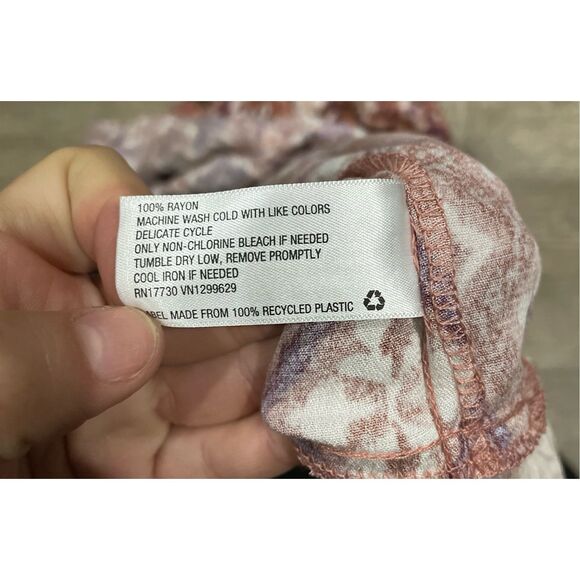 100% RAYON
MACHINE WASH COLD WITH LIKE COLORS
DELICATE CYCLE
ONLY NON-CHLORINE BLEACH IF NEEDED
TUMBLE DRY LOW, REMOVE PROMPTLY
COOL IRON IF NEEDED
RN17730 VN1299629
MADE FROM 100% RECYCLED PLASTIC